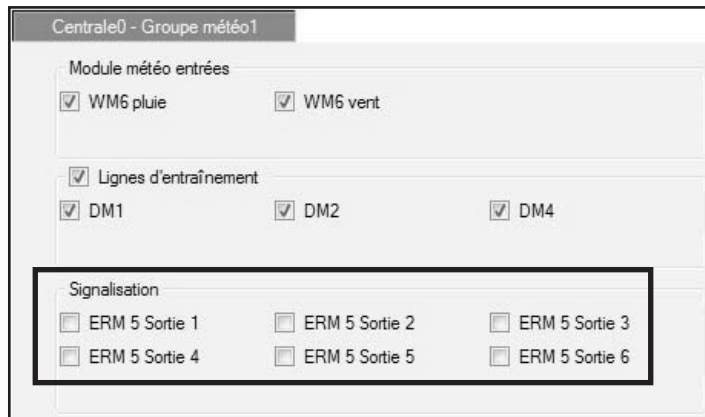 Centrale0 - Groupe météo1
Module météo entrées
WM6 pluie WM6 vent
Lignes d'entraînement
DM1 DM2 DM4
Signalisation
ERM 5 Sortie 1 ERM 5 Sortie 2 ERM 5 Sortie 3
ERM 5 Sortie 4 ERM 5 Sortie 5 ERM 5 Sortie 6